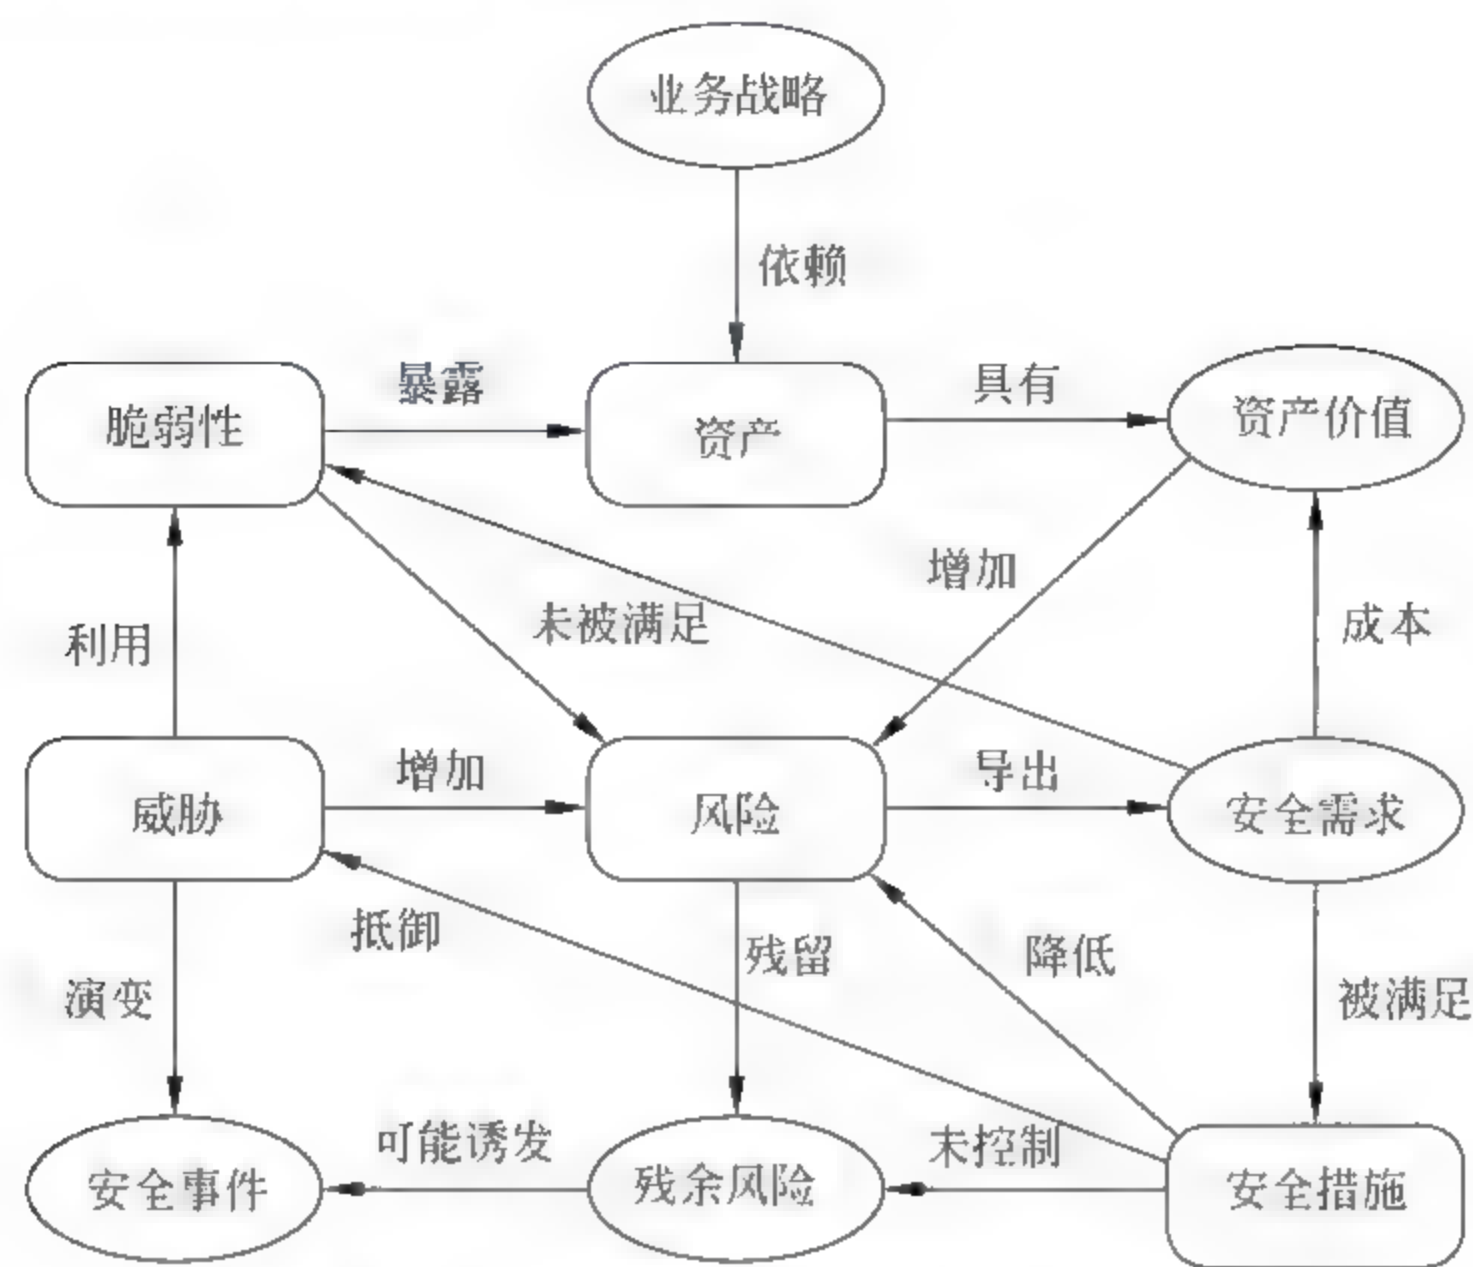 业务战略
依赖
脆弱性
暴露
资产
具有
资产价值
利用
未被满足
增加
成本
威胁
增加
风险
导出
安全需求
演变
抵御
残留
降低
被满足
安全事件
可能诱发
残余风险
未控制
安全措施